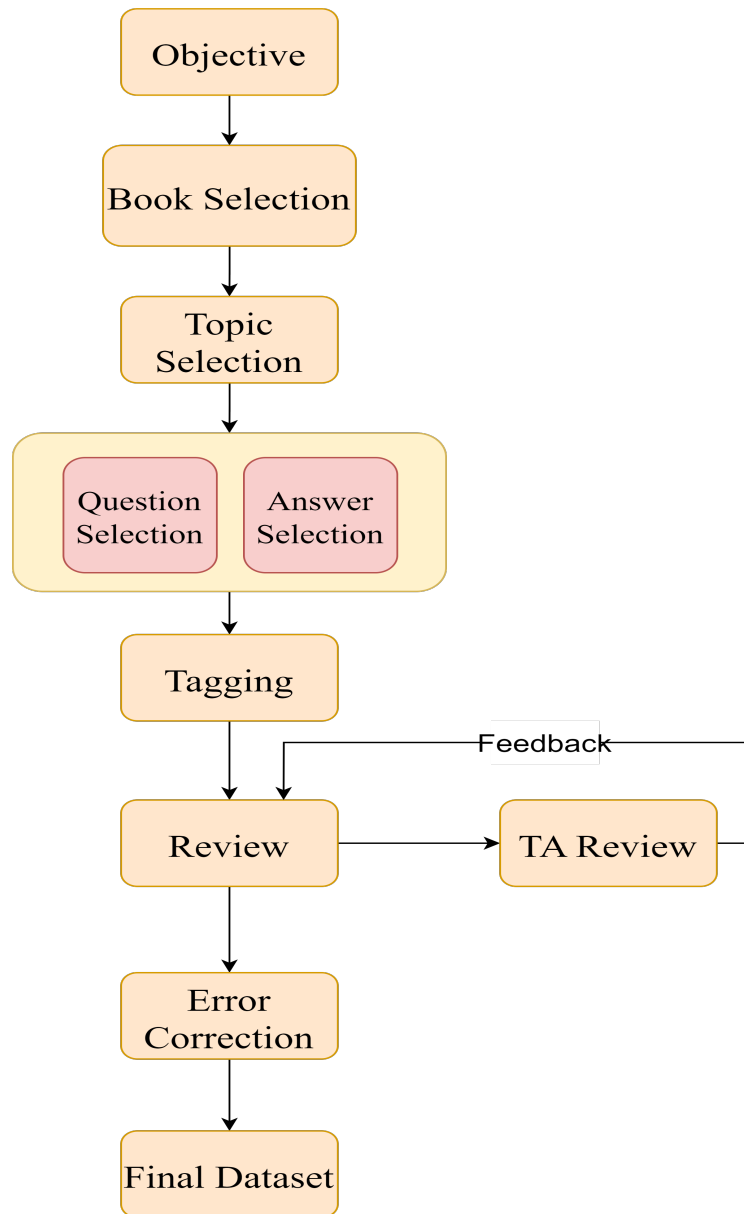 Objective
Book Selection
Topic
Selection
Question
Selection
Answer
Selection
Tagging
Feedback
Review
TA Review
Error
Correction
Final Dataset